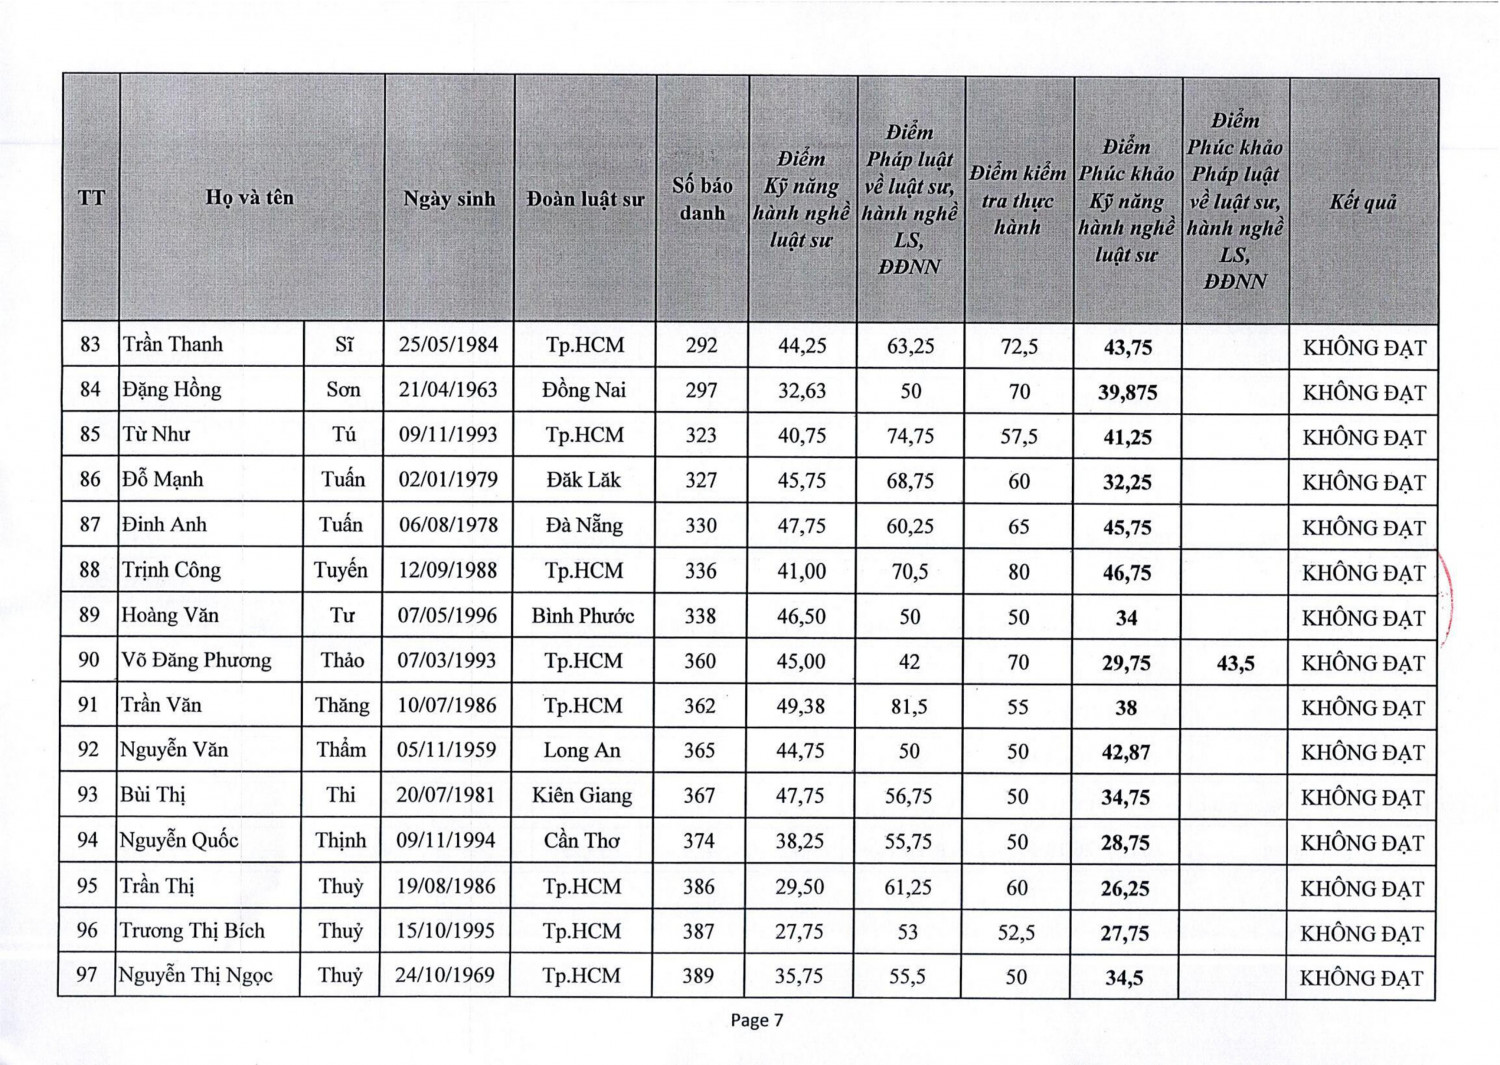 TT Họ và tên Ngày sinh Đoàn luật sư Số báo danh Điểm Kỹ năng hành nghề luật sư Điểm Pháp luật về luật sư, hành nghề LS, ĐĐNN Điểm kiểm tra thực hành Điểm Phúc khảo Kỹ năng hành nghề luật sư Điểm Phúc khảo Pháp luật về luật sư, hành nghề LS, ĐĐNN Kết quả
83 Trần Thanh Sĩ 25/05/1984 Tp.HCM 292 44,25 63,25 72,5 43,75 KHÔNG ĐẠT
84 Đặng Hồng Sơn 21/04/1963 Đồng Nai 297 32,63 50 70 39,875 KHÔNG ĐẠT
85 Từ Như Tú 09/11/1993 Tp.HCM 323 40,75 74,75 57,5 41,25 KHÔNG ĐẠT
86 Đỗ Mạnh Tuấn 02/01/1979 Đăk Lăk 327 45,75 68,75 60 32,25 KHÔNG ĐẠT
87 Đinh Anh Tuấn 06/08/1978 Đà Nẵng 330 47,75 60,25 65 45,75 KHÔNG ĐẠT
88 Trịnh Công Tuyến 12/09/1988 Tp.HCM 336 41,00 70,5 80 46,75 KHÔNG ĐẠT
89 Hoàng Văn Tư 07/05/1996 Bình Phước 338 46,50 50 50 34 KHÔNG ĐẠT
90 Võ Đăng Phương Thảo 07/03/1993 Tp.HCM 360 45,00 42 70 29,75 43,5 KHÔNG ĐẠT
91 Trần Văn Thăng 10/07/1986 Tp.HCM 362 49,38 81,5 55 38 KHÔNG ĐẠT
92 Nguyễn Văn Thẩm 05/11/1959 Long An 365 44,75 50 50 42,87 KHÔNG ĐẠT
93 Bùi Thị Thi 20/07/1981 Kiên Giang 367 47,75 56,75 50 34,75 KHÔNG ĐẠT
94 Nguyễn Quốc Thịnh 09/11/1994 Cần Thơ 374 38,25 55,75 50 28,75 KHÔNG ĐẠT
95 Trần Thị Thuỳ 19/08/1986 Tp.HCM 386 29,50 61,25 60 26,25 KHÔNG ĐẠT
96 Trương Thị Bích Thuỷ 15/10/1995 Tp.HCM 387 27,75 53 52,5 27,75 KHÔNG ĐẠT
97 Nguyễn Thị Ngọc Thuỷ 24/10/1969 Tp.HCM 389 35,75 55,5 50 34,5 KHÔNG ĐẠT
Page 7